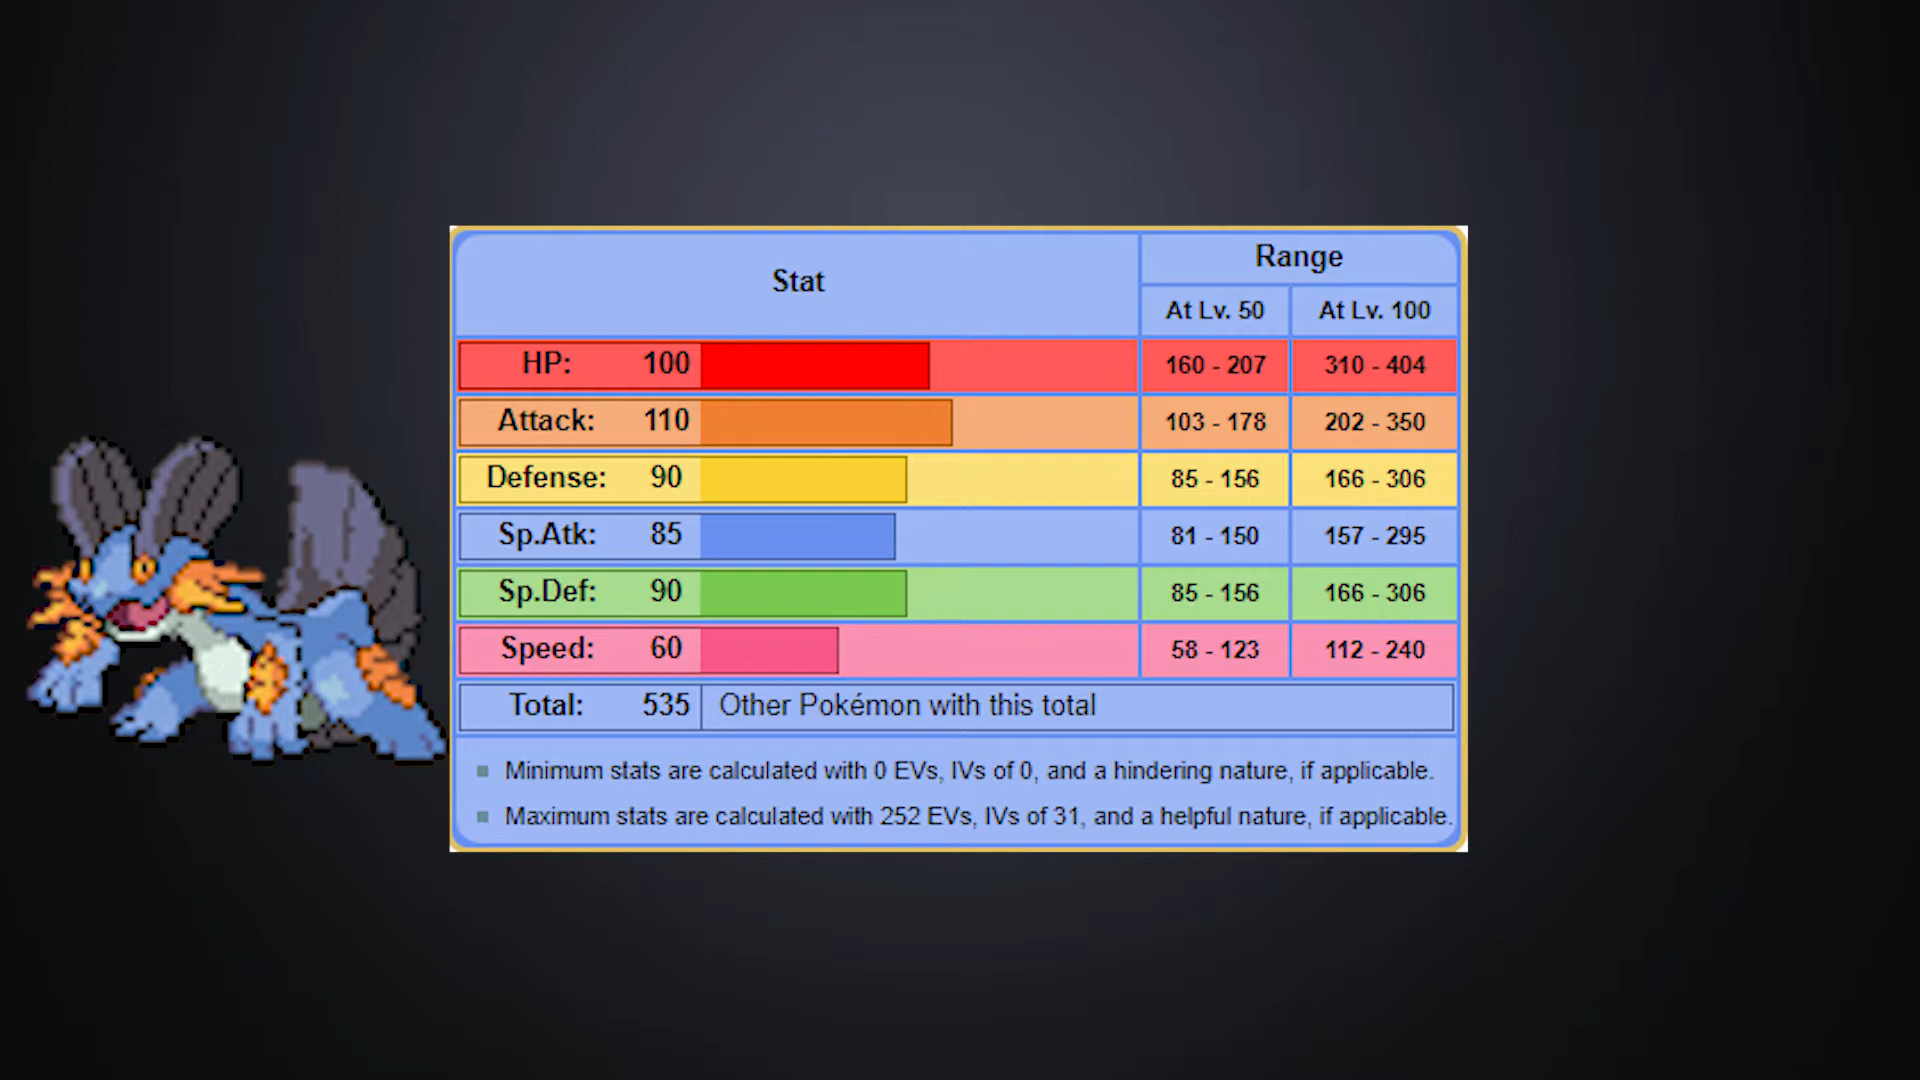 Stat
Range
At Lv. 50
At Lv. 100
HP: 100 160 - 207 310 - 404
Attack: 110 103 - 178 202 - 350
Defense: 90 85 - 156 166 - 306
Sp.Atk: 85 81 - 150 157 - 295
Sp.Def: 90 85 - 156 166 - 306
Speed: 60 58 - 123 112 - 240
Total: 535 Other Pokémon with this total
Minimum stats are calculated with 0 EVs, IVs of 0, and a hindering nature, if applicable.
Maximum stats are calculated with 252 EVs, IVs of 31, and a helpful nature, if applicable.